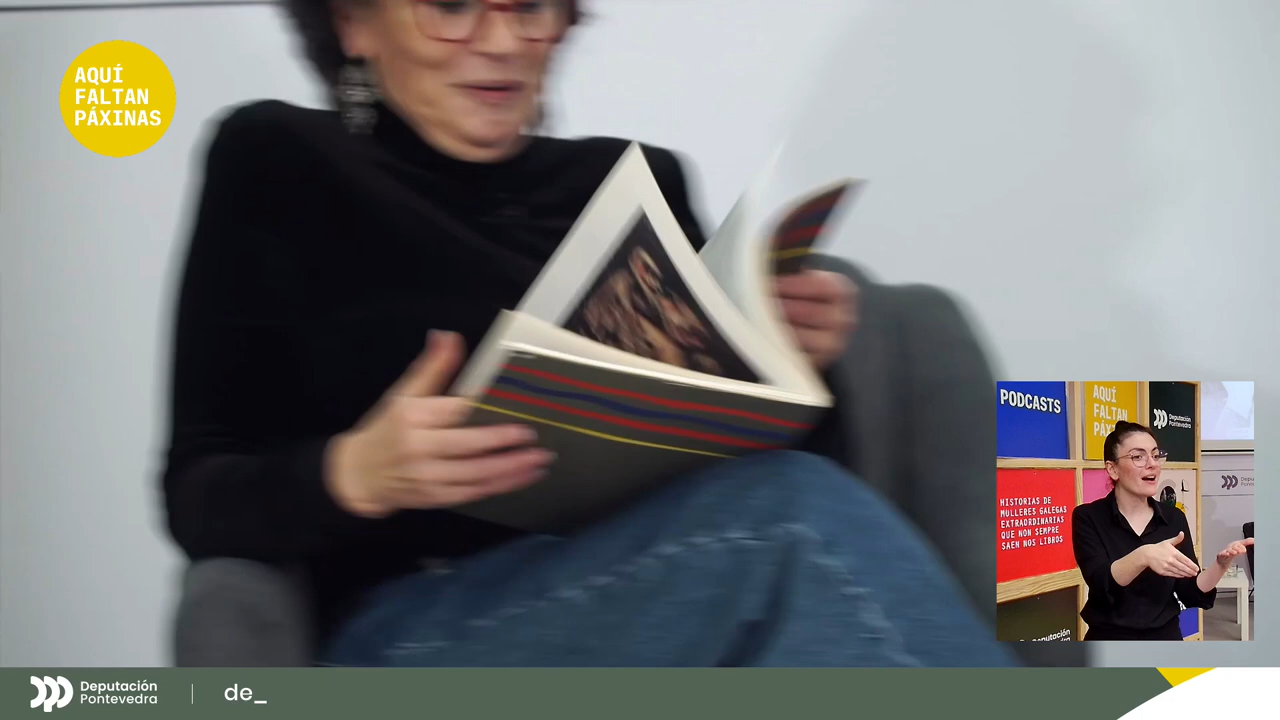 AQUÍ
FALTAN
PÁXINAS
PODCASTS
AQUÍ
FALTAN
Deputación
Pontevedra
HISTORIAS DE
MULLERES GALEGAS
EXTRAORDINARIAS
QUE NON SEMPRE
SAEN NOS LIBROS
Deputación
Deputación
Pontevedra
de_